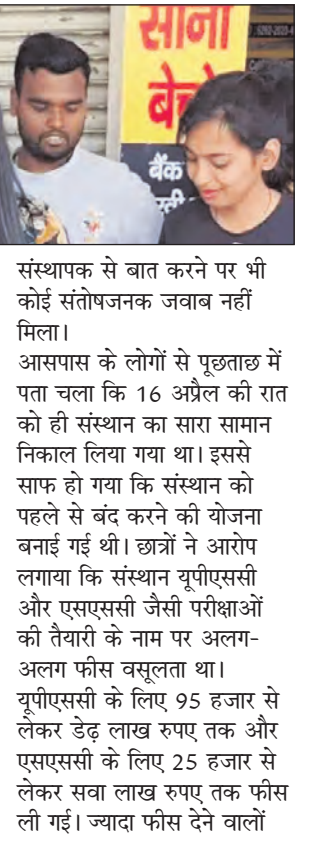 सोना
बेचो
बैंक
संस्थापक से बात करने पर भी
कोई संतोषजनक जवाब नहीं
मिला।
आसपास के लोगों से पूछताछ में
पता चला कि 16 अप्रैल की रात
को ही संस्थान का सारा सामान
निकाल लिया गया था। इससे
साफ हो गया कि संस्थान को
पहले से बंद करने की योजना
बनाई गई थी। छात्रों ने आरोप
लगाया कि संस्थान यूपीएससी
और एसएससी जैसी परीक्षाओं
की तैयारी के नाम पर अलग-
अलग फीस वसूलता था।
यूपीएससी के लिए 95 हजार से
लेकर डेढ़ लाख रुपए तक और
एसएससी के लिए 25 हजार से
लेकर सवा लाख रुपए तक फीस
ली गई। ज्यादा फीस देने वालों